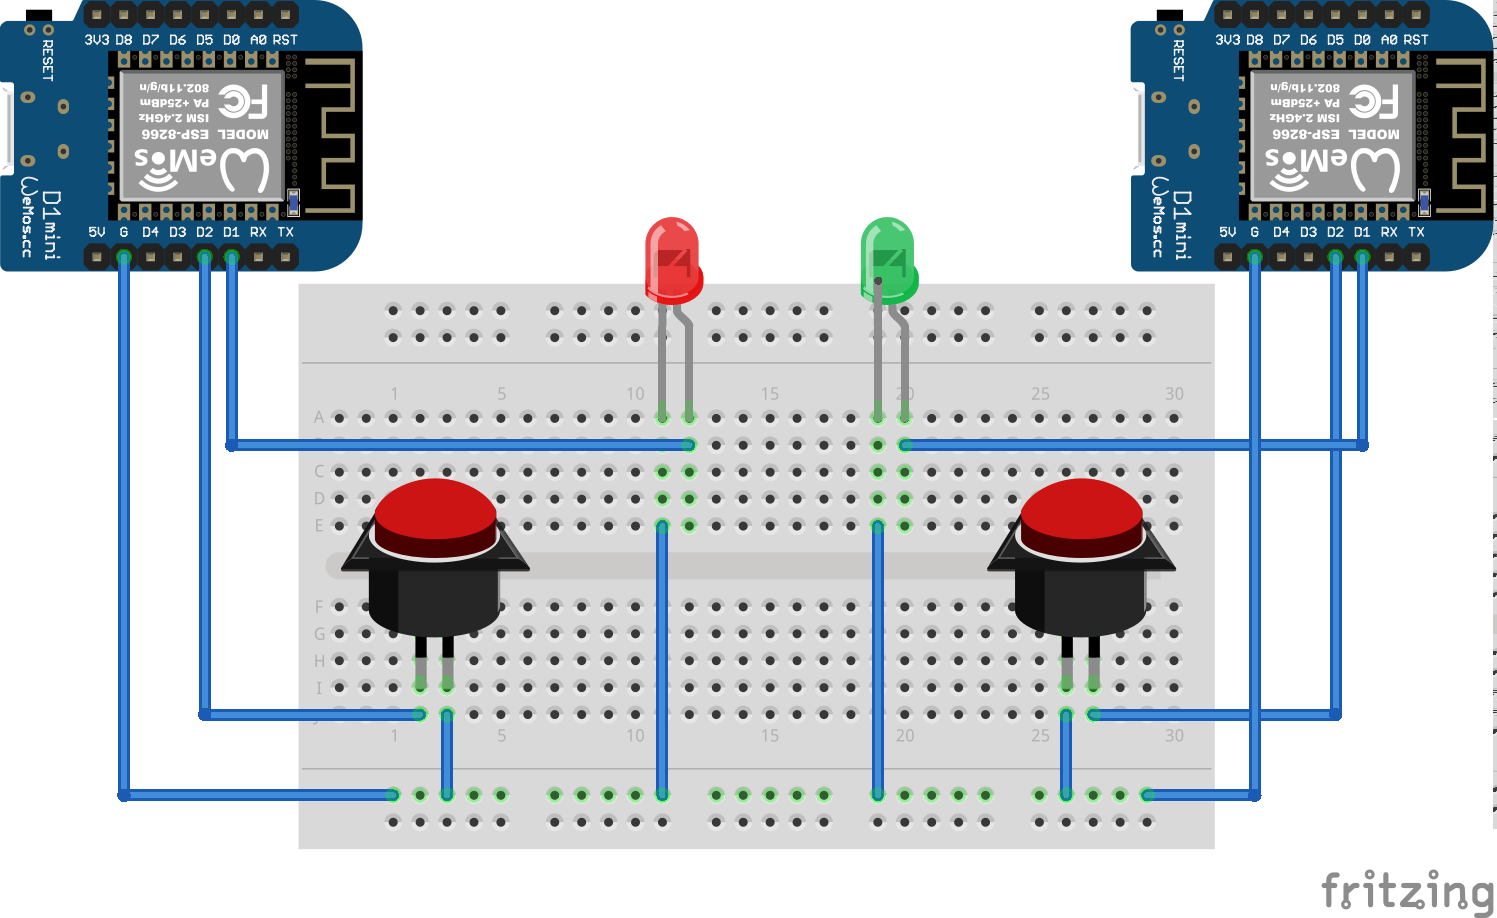 3V3 D8 D7 D6 D5 D0 A0 RST
RESET
802.11b/g/n
PA +25dBm
ISM 2.4GHz
MODEL ESP-8266
FC
WeMos
D1 mini
WeMos.cc
5V G D4 D3 D2 D1 RX TX
3V3 D8 D7 D6 D5 D0 A0 RST
RESET
802.11b/g/n
PA +25dBm
ISM 2.4GHz
MODEL ESP-8266
FC
WeMos
D1 mini
WeMos.cc
5V G D4 D3 D2 D1 RX TX
1 5 10 15 20 25 30
A
C
D
E
F
G
H
I
J
1 5 10 15 20 25 30
fritzing